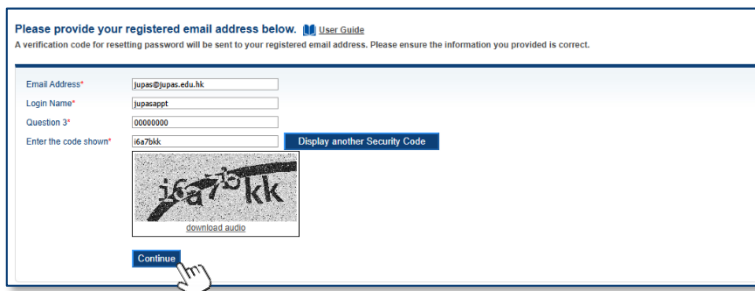 Please provide your registered email address below. User Guide
A verification code for resetting password will be sent to your registered email address. Please ensure the information you provided is correct.
Email Address* jupas@jupas.edu.hk
Login Name* jupasappt
Question 3* 00000000
Enter the code shown* i6a7bkk Display another Security Code
i6a7bkk
download audio
Continue